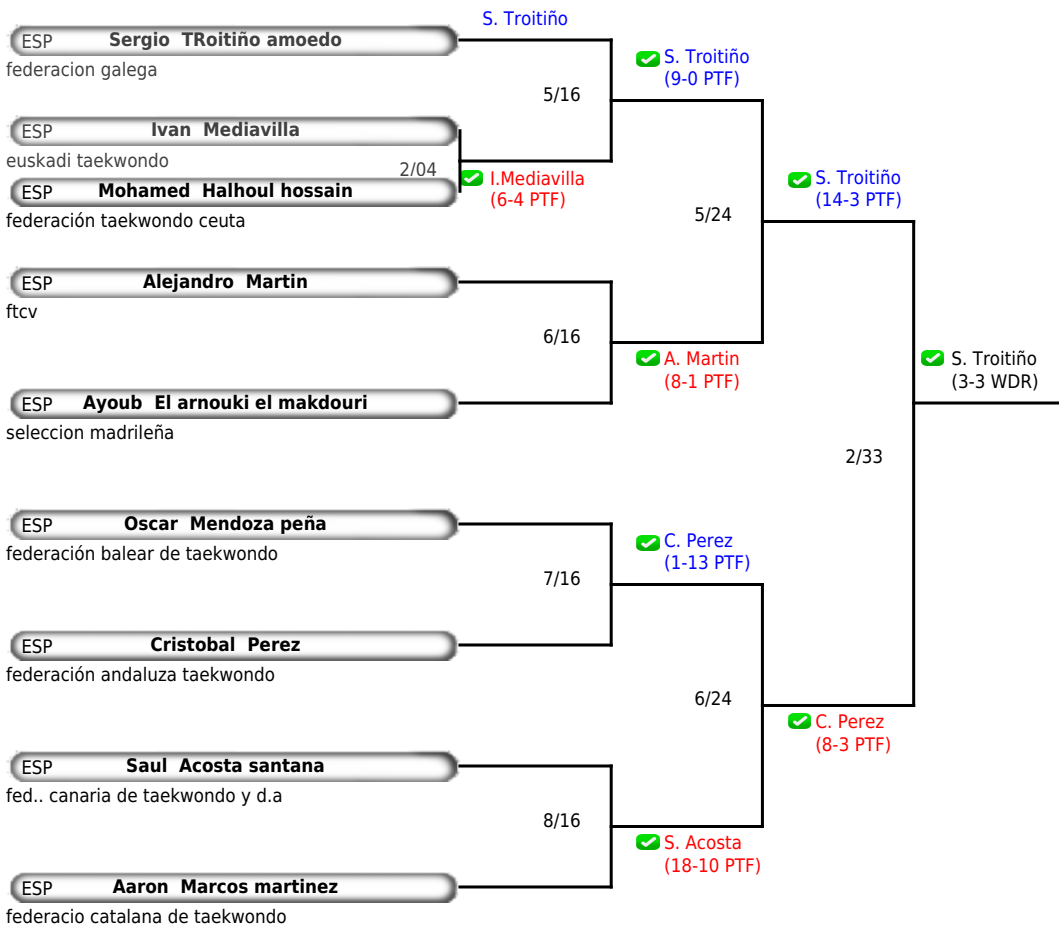 S. Troitiño
ESP Sergio TRoitiño amoedo
federacion galega
S. Troitiño
(9-0 PTF)
5/16
ESP Ivan Mediavilla
euskadi taekwondo
2/04
I.Mediavilla
(6-4 PTF)
ESP Mohamed Halhoul hossain
federación taekwondo ceuta
S. Troitiño
(14-3 PTF)
5/24
ESP Alejandro Martin
ftcv
6/16
A. Martin
(8-1 PTF)
S. Troitiño
(3-3 WDR)
ESP Ayoub El arnouki el makdouri
seleccion madrileña
2/33
ESP Oscar Mendoza peña
federación balear de taekwondo
C. Perez
(1-13 PTF)
7/16
ESP Cristobal Perez
federación andaluza taekwondo
6/24
C. Perez
(8-3 PTF)
ESP Saul Acosta santana
fed.. canaria de taekwondo y d.a
8/16
S. Acosta
(18-10 PTF)
ESP Aaron Marcos martinez
federacio catalana de taekwondo